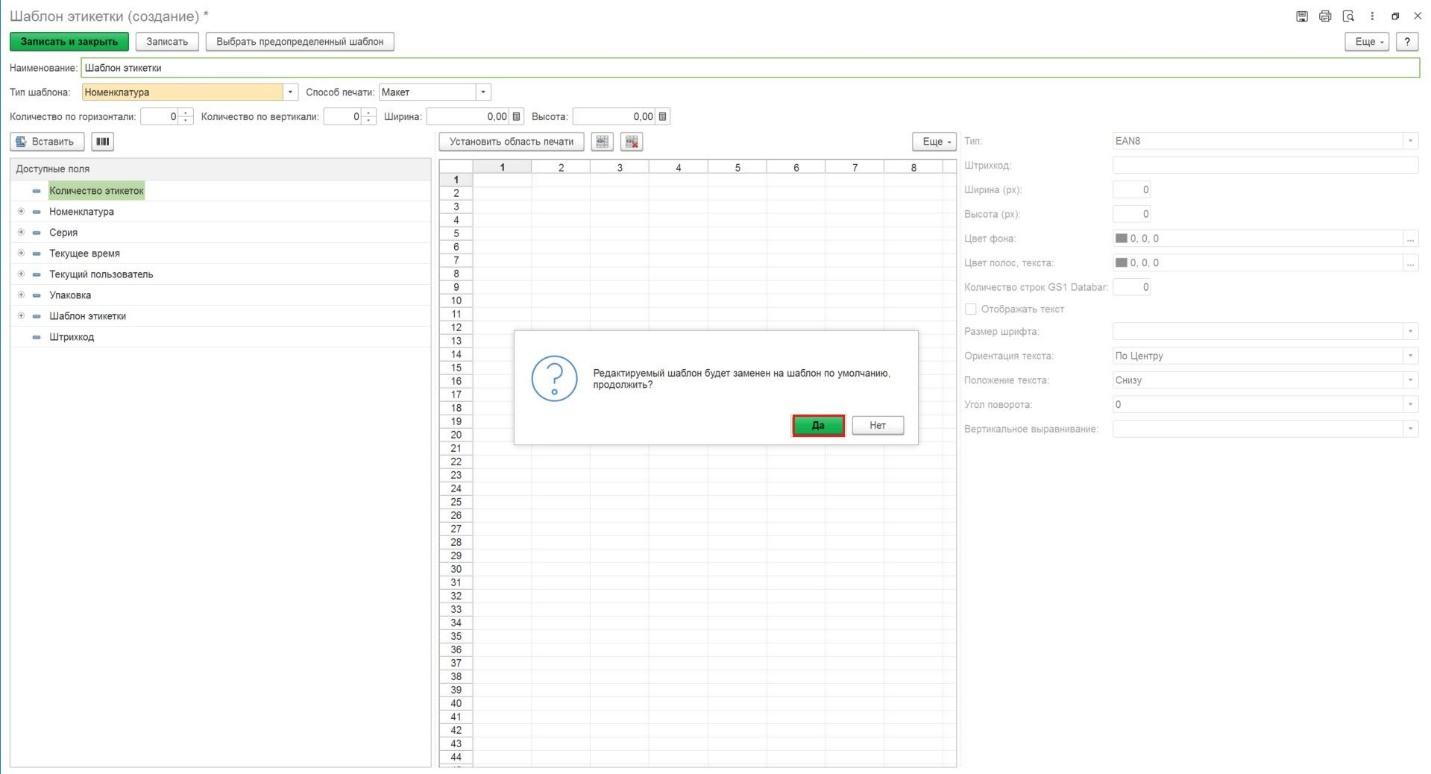 Шаблон этикетки (создание) *
Записать и закрыть Записать Выбрать предопределенный шаблон Еще ?
Наименование: Шаблон этикетки
Тип шаблона: Номенклатура Способ печати: Макет
Количество по горизонтали: 0 Количество по вертикали: 0 Ширина: 0,00 Высота: 0,00
Вставить Установить область печати Еще
Доступные поля
Количество этикеток
Номенклатура
Серия
Текущее время
Текущий пользователь
Упаковка
Шаблон этикетки
Штрихкод
1 2 3 4 5 6 7 8
1
2
3
4
5
6
7
8
9
10
11
12
13
14
15
16
17
18
19
20
21
22
23
24
25
26
27
28
29
30
31
32
33
34
35
36
37
38
39
40
41
42
43
44
Редактируемый шаблон будет заменен на шаблон по умолчанию,
продолжить?
Да Нет
Тип: EAN8
Штрихкод:
Ширина (px): 0
Высота (px): 0
Цвет фона: 0, 0, 0 ...
Цвет полос, текста: 0, 0, 0 ...
Количество строк GS1 Databar: 0
Отображать текст
Размер шрифта:
Ориентация текста: По Центру
Положение текста: Снизу
Угол поворота: 0
Вертикальное выравнивание: